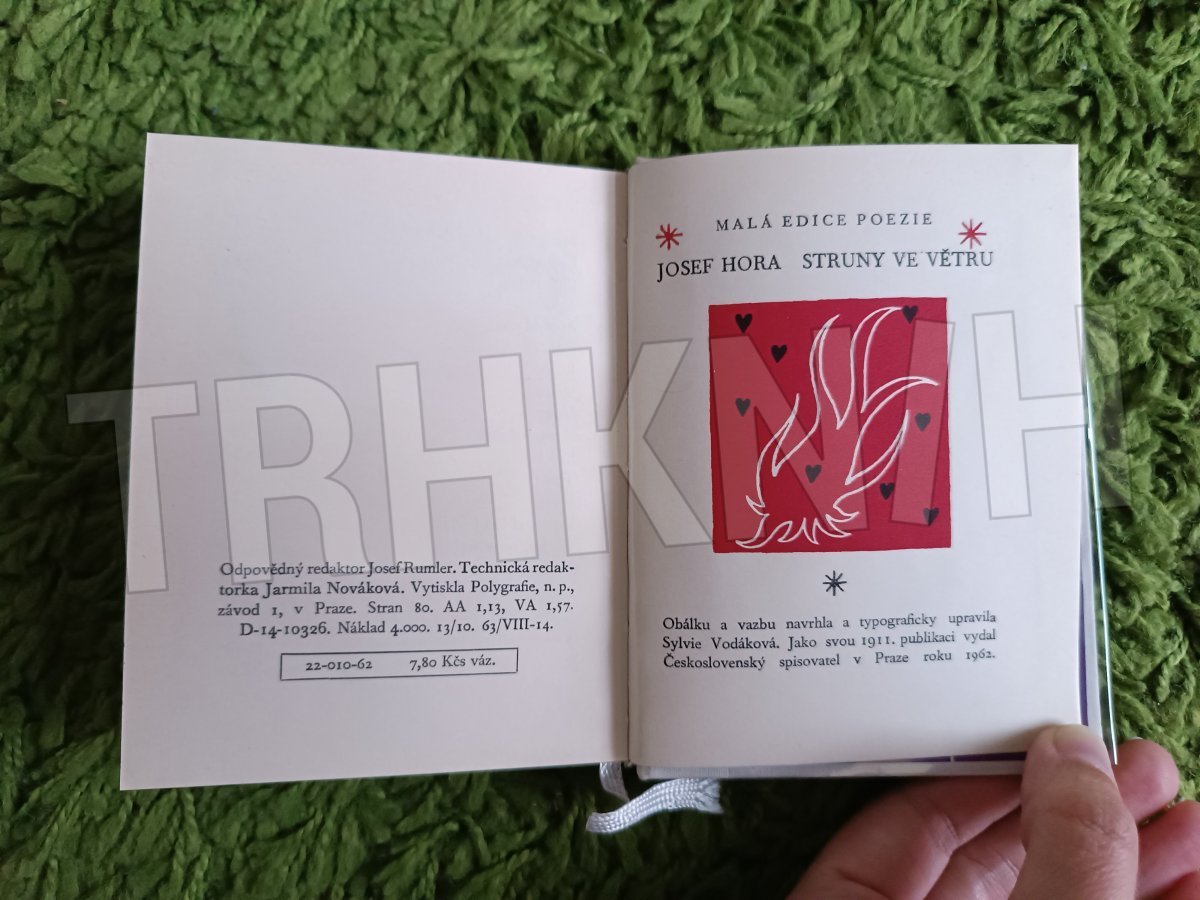 Odpovědný redaktor Josef Rumler. Technická redak-
torka Jarmila Nováková. Vytiskla Polygrafie, n. p.,
závod 1, v Praze. Stran 80. AA 1,13, VA 1,57.
D-14-10326. Náklad 4.000. 13/10. 63/VIII-14.
22-010-62 7,80 Kčs váz.
MALÁ EDICE POEZIE
JOSEF HORA STRUNY VE VĚTRU
Obálku a vazbu navrhla a typograficky upravila
Sylvie Vodáková. Jako svou 1911. publikaci vydal
Československý spisovatel v Praze roku 1962.
TRHKNIH